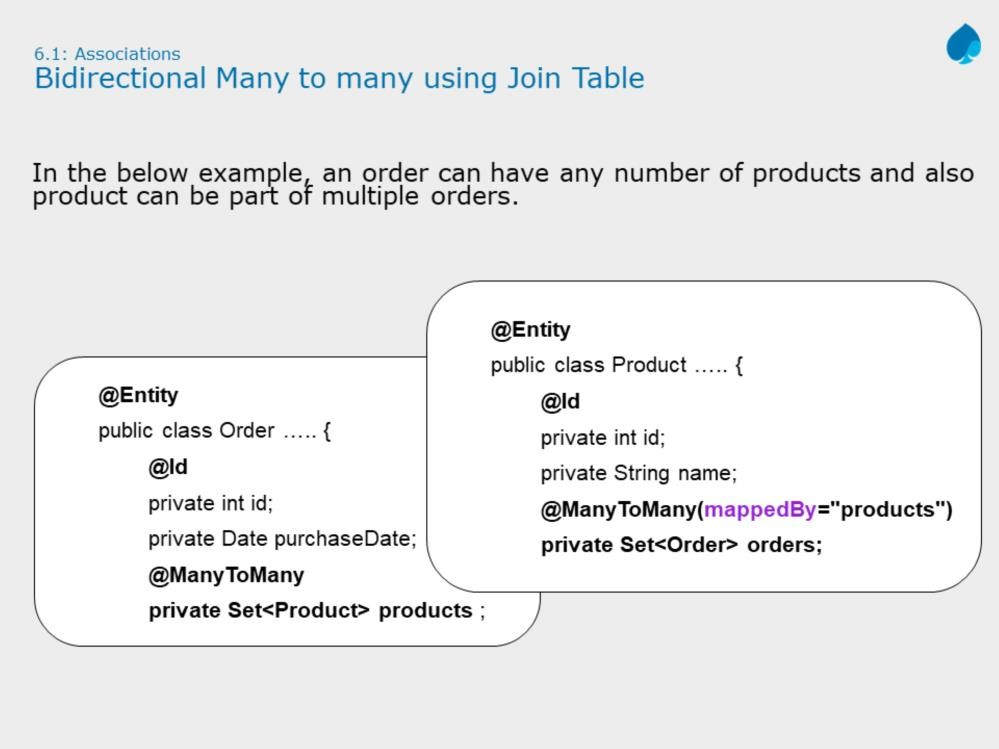 6.1: Associations
Bidirectional Many to many using Join Table
In the below example, an order can have any number of products and also
product can be part of multiple orders.
@Entity
public class Order ..... {
@Id
private int id;
private Date purchaseDate;
@ManyToMany
private Set<Product> products ;
@Entity
public class Product ..... {
@Id
private int id;
private String name;
@ManyToMany(mappedBy="products")
private Set<Order> orders;